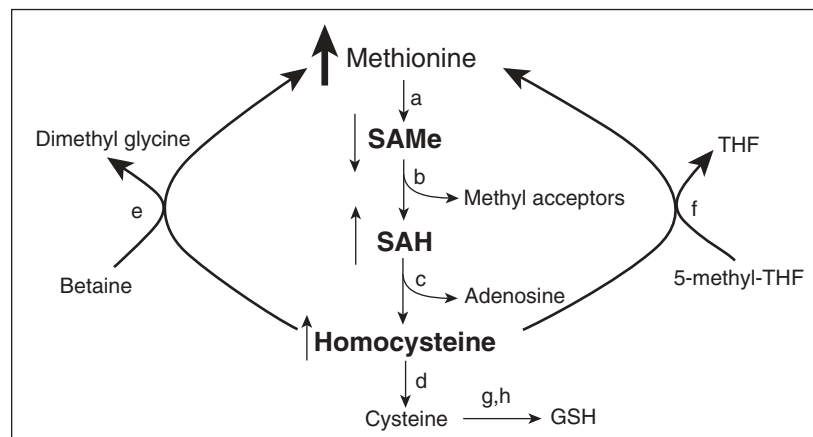 Methionine
a
Dimethyl glycine
SAMe
THF
b
Methyl acceptors
e
f
SAH
c
Betaine
Adenosine
5-methyl-THF
Homocysteine
d
g,h
Cysteine
GSH